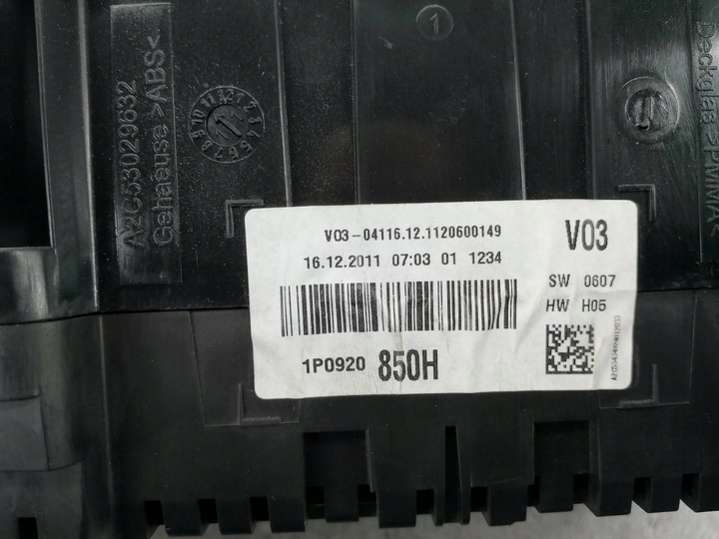 1
A2C53029632
Gehaeuse >ABS<
Deckglas >PMMA<
V03-04116.12.1120600149
16.12.2011 07:03 01 1234
1P0920 850H
V03
SW 0607
HW H05